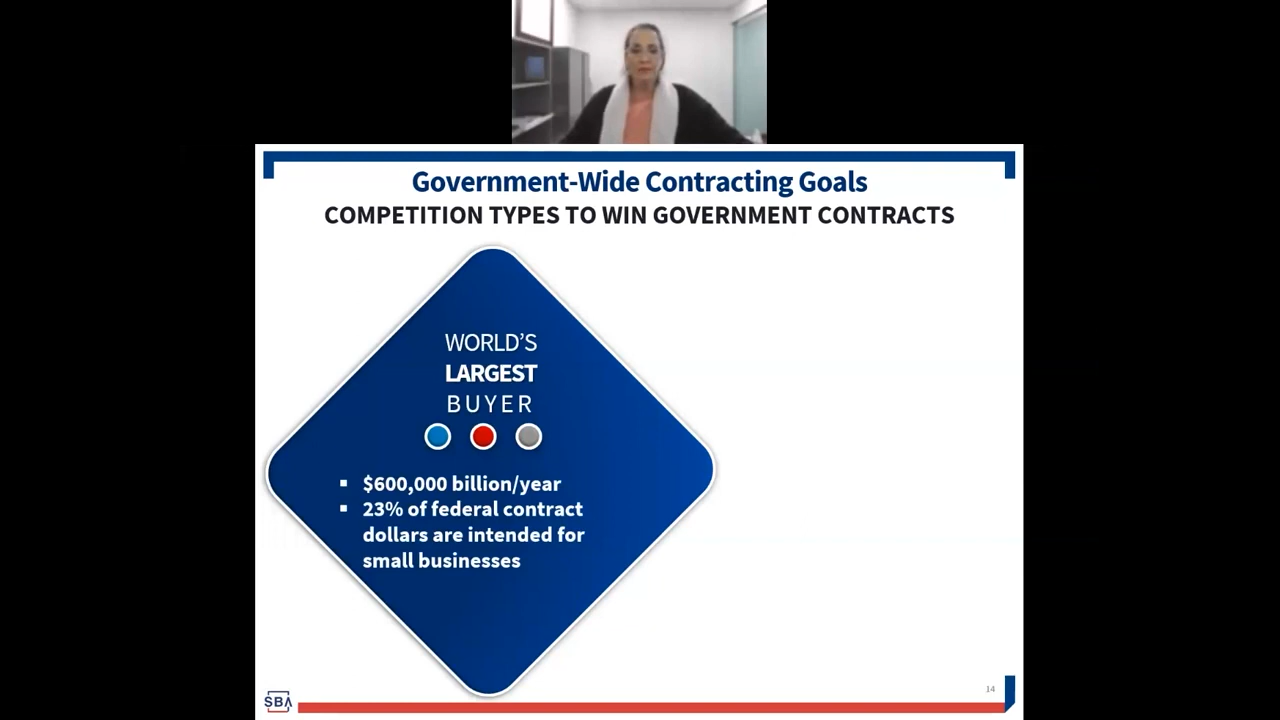 Government-Wide Contracting Goals
COMPETITION TYPES TO WIN GOVERNMENT CONTRACTS
WORLD'S
LARGEST
BUYER
▪ $600,000 billion/year
▪ 23% of federal contract
dollars are intended for
small businesses
14
SBA